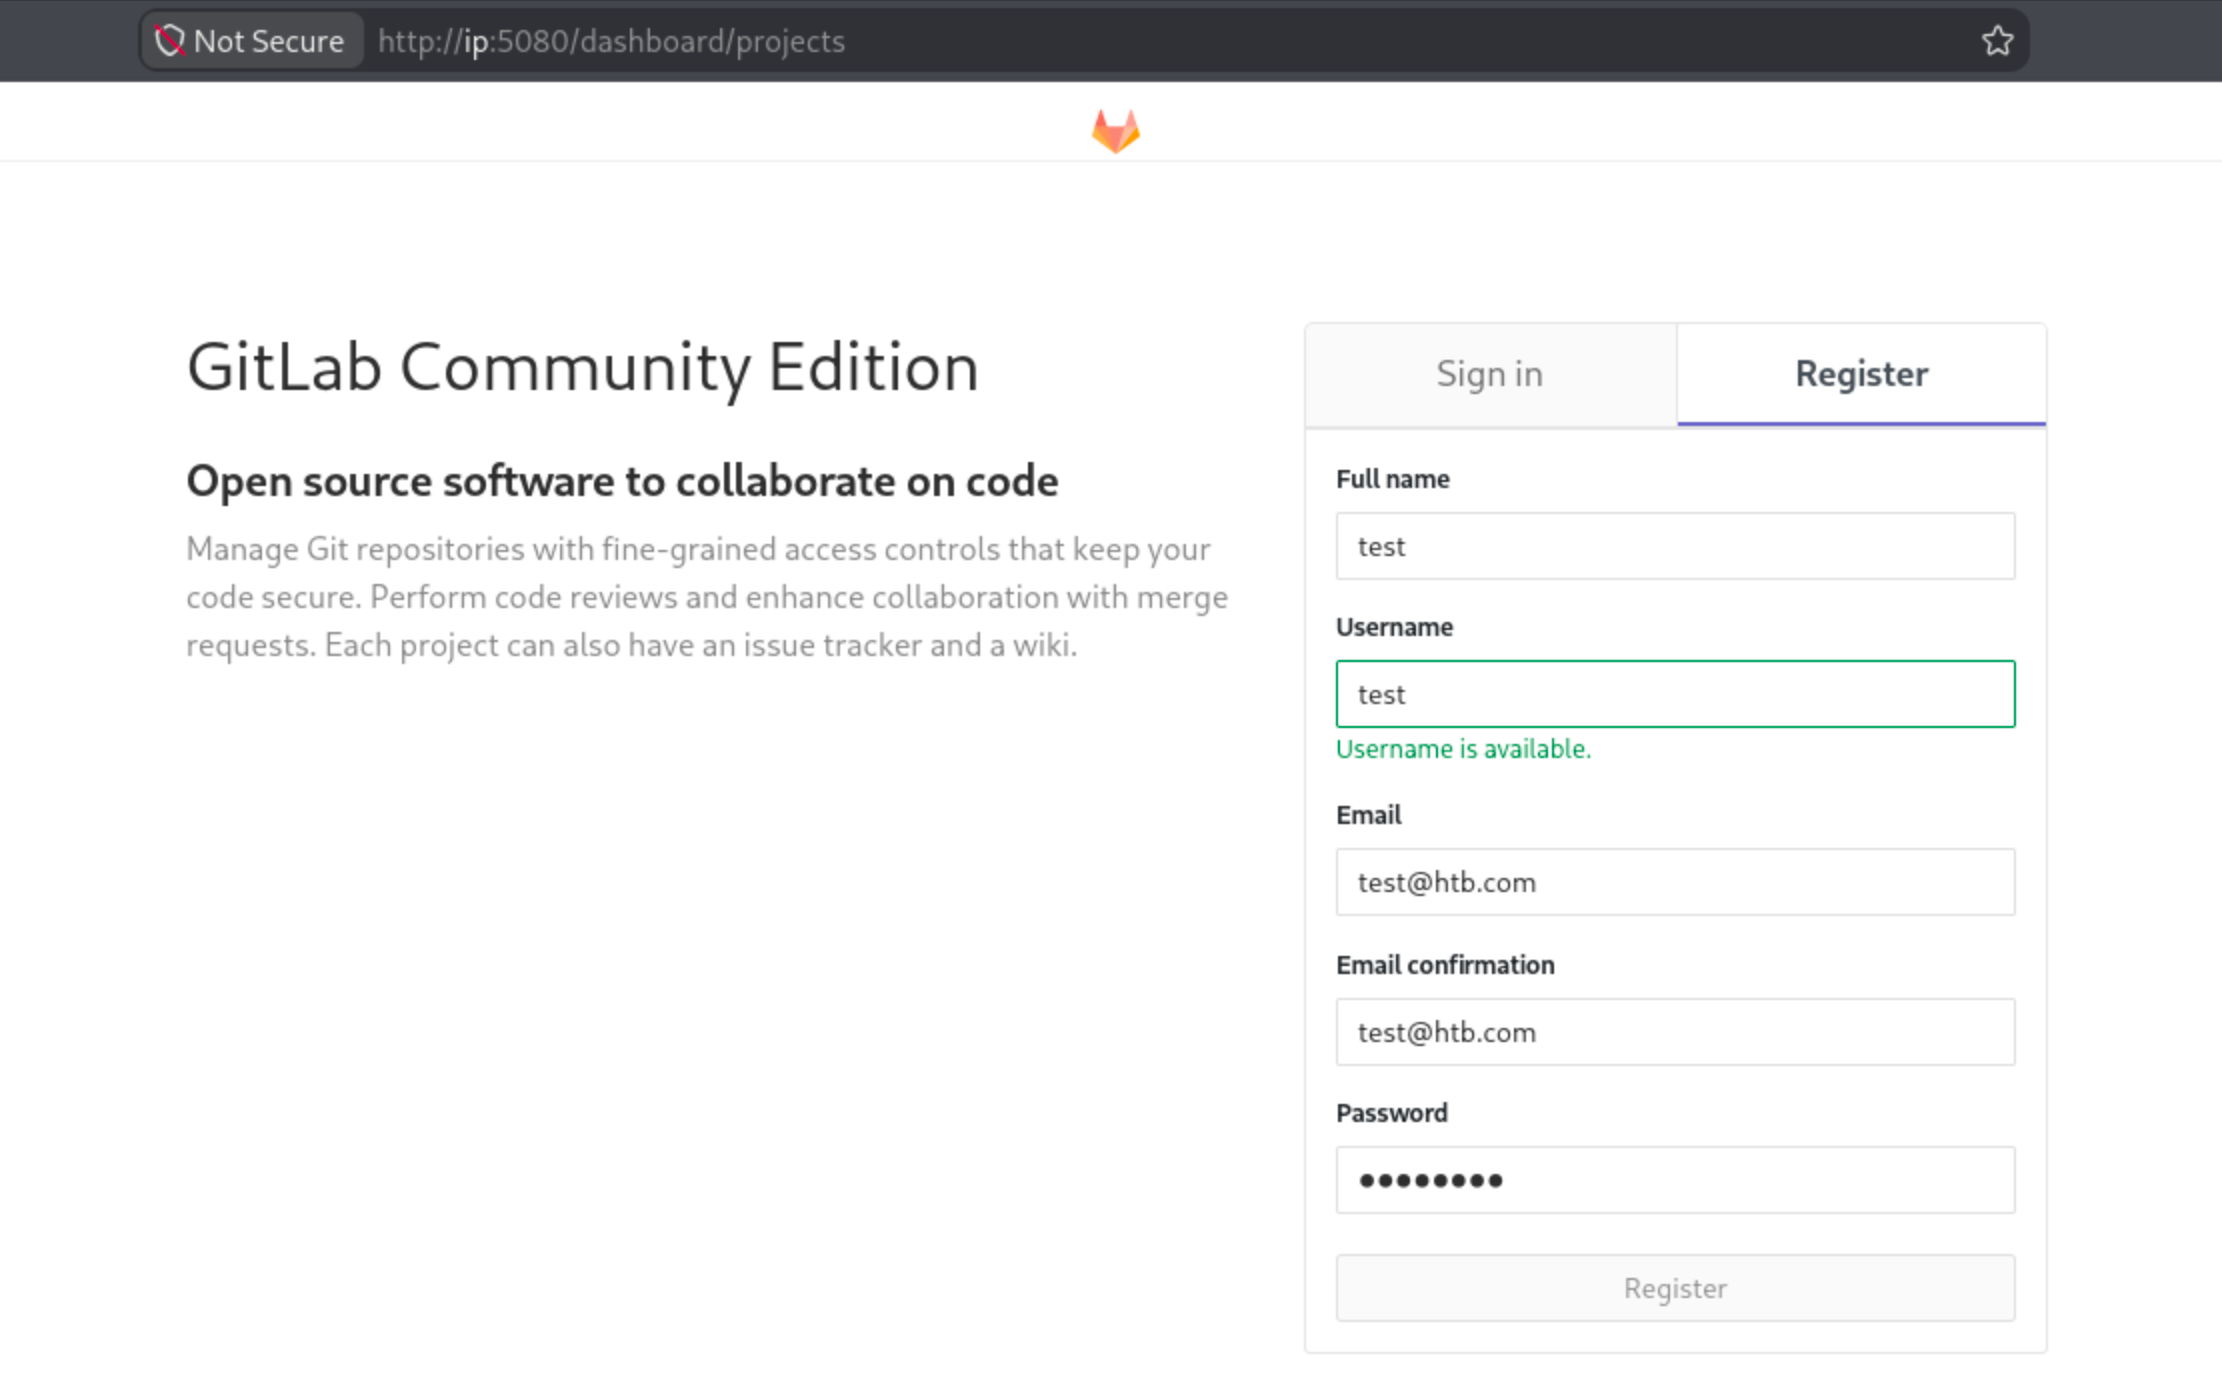 Not Secure http://ip:5080/dashboard/projects
GitLab Community Edition
Open source software to collaborate on code
Manage Git repositories with fine-grained access controls that keep your
code secure. Perform code reviews and enhance collaboration with merge
requests. Each project can also have an issue tracker and a wiki.
Sign in
Register
Full name
test
Username
test
Username is available.
Email
test@htb.com
Email confirmation
test@htb.com
Password
••••••••
Register